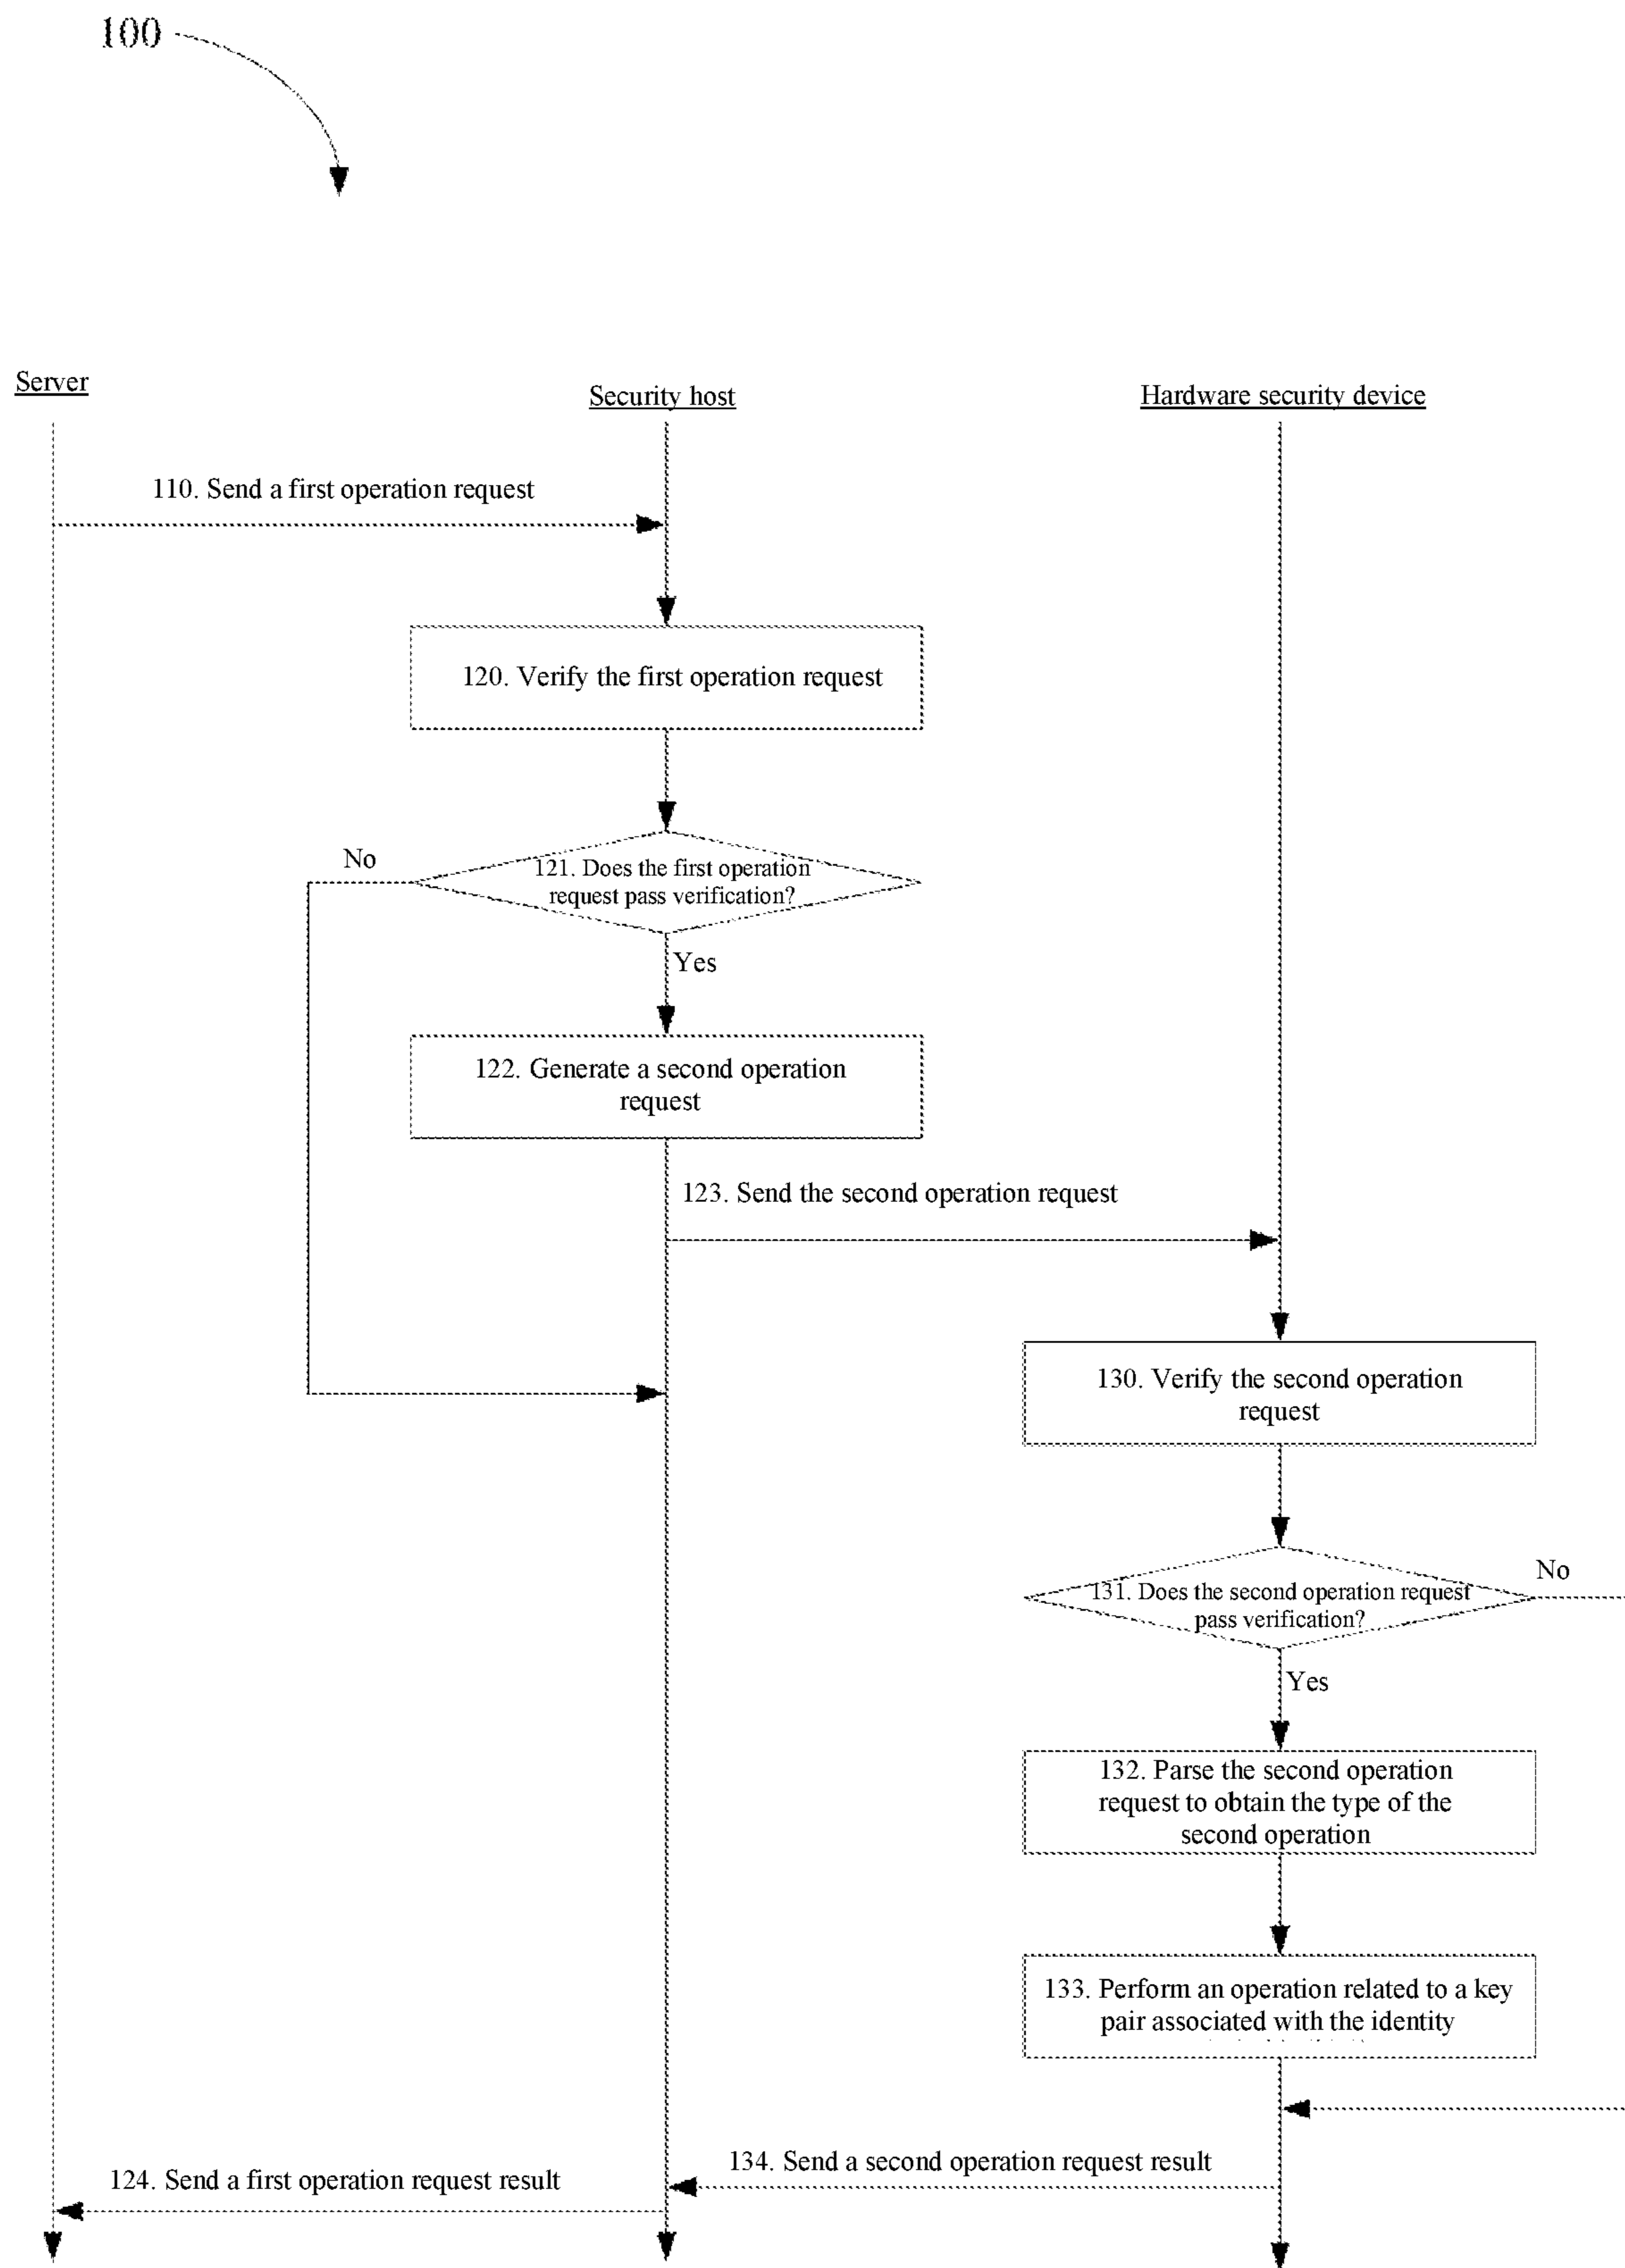 100
Server
Security host
Hardware security device
110. Send a first operation request
120. Verify the first operation request
No
121. Does the first operation
request pass verification?
Yes
122. Generate a second operation
request
123. Send the second operation request
130. Verify the second operation
request
No
131. Does the second operation request
pass verification?
Yes
132. Parse the second operation
request to obtain the type of the
second operation
133. Perform an operation related to a key
pair associated with the identity
134. Send a second operation request result
124. Send a first operation request result